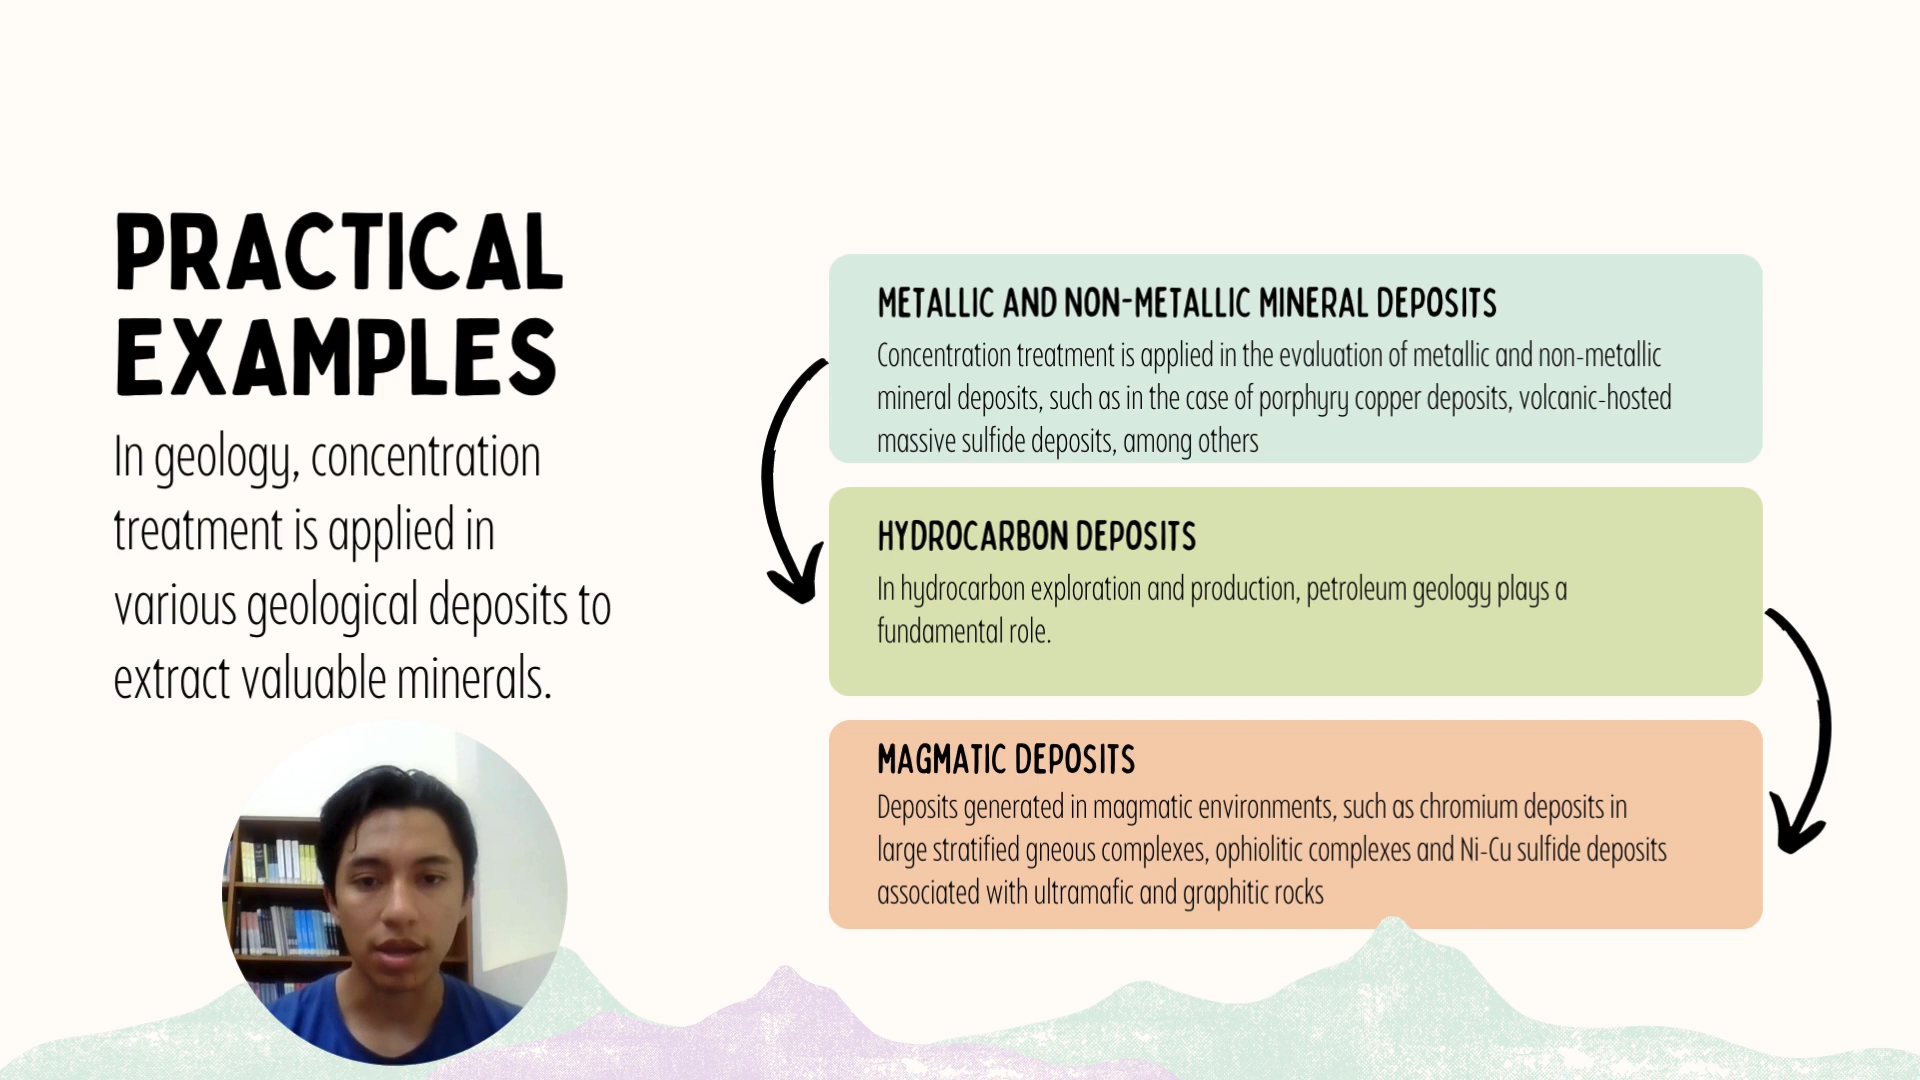 PRACTICAL
EXAMPLES
In geology, concentration
treatment is applied in
various geological deposits to
extract valuable minerals.
METALLIC AND NON-METALLIC MINERAL DEPOSITS
Concentration treatment is applied in the evaluation of metallic and non-metallic
mineral deposits, such as in the case of porphyry copper deposits, volcanic-hosted
massive sulfide deposits, among others
HYDROCARBON DEPOSITS
In hydrocarbon exploration and production, petroleum geology plays a
fundamental role.
MAGMATIC DEPOSITS
Deposits generated in magmatic environments, such as chromium deposits in
large stratified gneous complexes, ophiolitic complexes and Ni-Cu sulfide deposits
associated with ultramafic and graphitic rocks